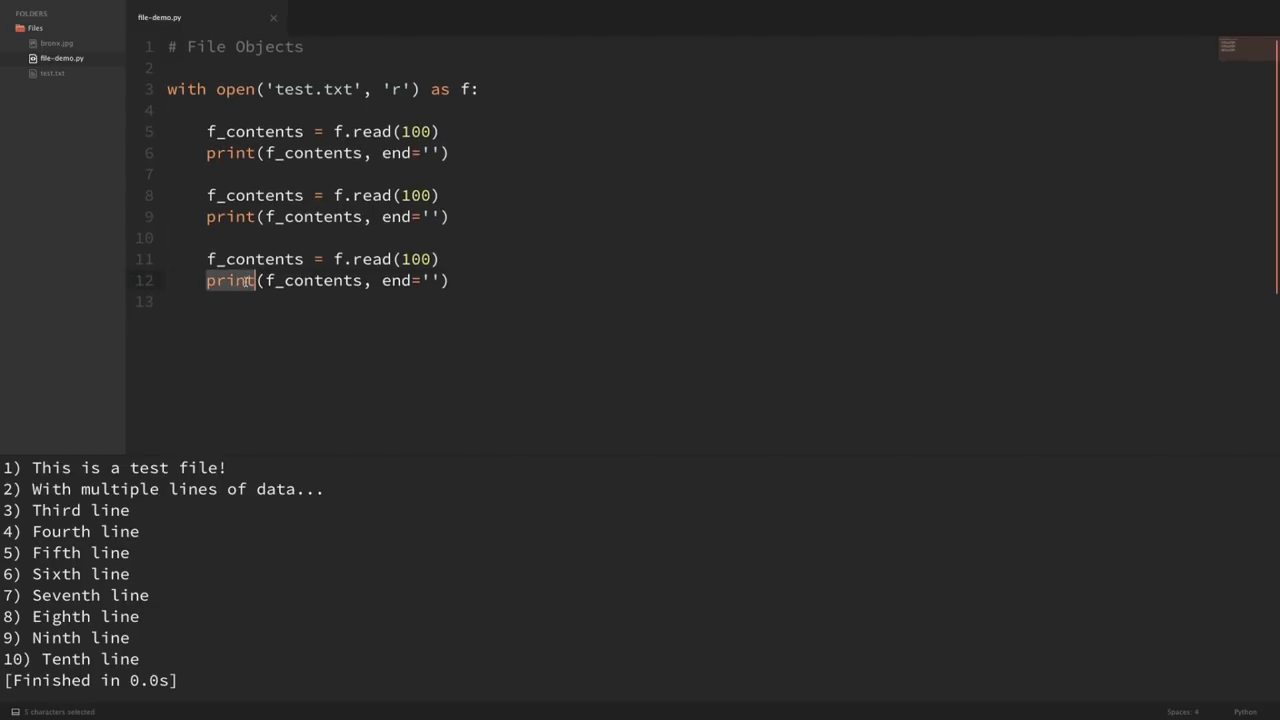 FOLDERS
Files
bronx.jpg
file-demo.py
test.txt
file-demo.py ×
1 # File Objects
2
3 with open('test.txt', 'r') as f:
4
5     f_contents = f.read(100)
6     print(f_contents, end='')
7
8     f_contents = f.read(100)
9     print(f_contents, end='')
10
11     f_contents = f.read(100)
12     print(f_contents, end='')
13
1) This is a test file!
2) With multiple lines of data...
3) Third line
4) Fourth line
5) Fifth line
6) Sixth line
7) Seventh line
8) Eighth line
9) Ninth line
10) Tenth line
[Finished in 0.0s]
5 characters selected Spaces: 4 Python